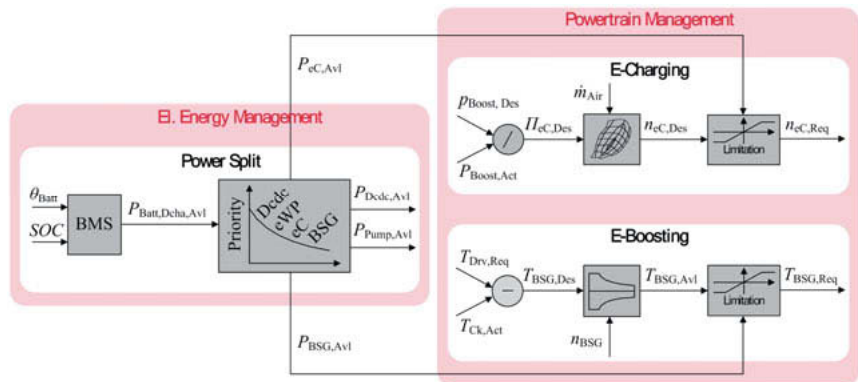 Powertrain Management
P_eC,Avl
E-Charging
p_Boost, Des
ṁ_Air
Π_eC,Des
n_eC,Des
n_eC,Req
/
Limitation
P_Boost,Act
El. Energy Management
Power Split
θ_Batt
SOC
BMS
P_Batt,Dcha,Avl
Priority
Dcdc
eWP
eC
BSG
P_Dcdc,Avl
P_Pump,Avl
E-Boosting
T_Drv,Req
T_BSG,Des
T_BSG,Avl
T_BSG,Req
−
Limitation
T_Ck,Act
n_BSG
P_BSG,Avl